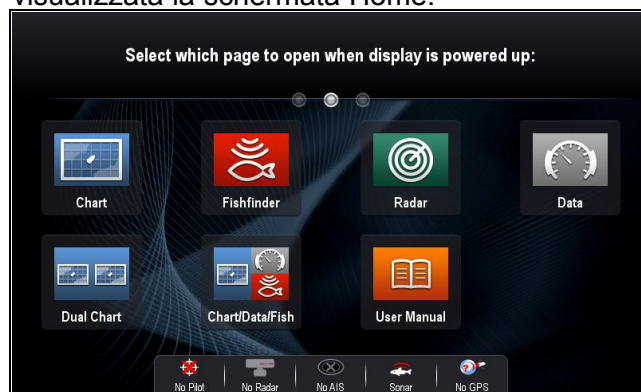 visualizzata la schermata Home.
Select which page to open when display is powered up:
Chart
Fishfinder
Radar
Data
Dual Chart
Chart/Data/Fish
User Manual
No Pilot
No Radar
No AIS
Sonar
No GPS